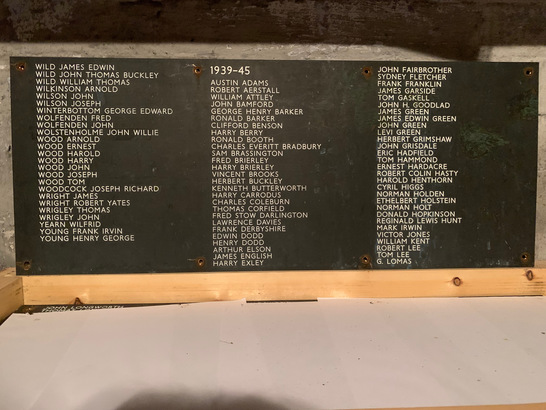 WILD JAMES EDWIN
WILD JOHN THOMAS BUCKLEY
WILD WILLIAM THOMAS
WILKINSON ARNOLD
WILSON JOHN
WILSON JOSEPH
WINTERBOTTOM GEORGE EDWARD
WOLFENDEN FRED
WOLFENDEN JOHN
WOLSTENHOLME JOHN WILLIE
WOOD ARNOLD
WOOD ERNEST
WOOD HAROLD
WOOD HARRY
WOOD JOHN
WOOD JOSEPH
WOOD TOM
WOODCOCK JOSEPH RICHARD
WRIGHT JAMES
WRIGHT ROBERT YATES
WRIGLEY THOMAS
WRIGLEY JOHN
YEARN WILFRID
YOUNG FRANK IRVIN
YOUNG HENRY GEORGE
1939-45
AUSTIN ADAMS
ROBERT AERSTALL
WILLIAM ATTLEY
JOHN BAMFORD
GEORGE HENRY BARKER
RONALD BARKER
CLIFFORD BENSON
HARRY BERRY
RONALD BOOTH
CHARLES EVERITT BRADBURY
SAM BRASSINGTON
FRED BRIERLEY
HARRY BRIERLEY
VINCENT BROOKS
HERBERT BUCKLEY
KENNETH BUTTERWORTH
HARRY CARRODUS
CHARLES COLEBURN
THOMAS CORFIELD
FRED STOW DARLINGTON
LAWRENCE DAVIES
FRANK DERBYSHIRE
EDWIN DODD
HENRY DODD
ARTHUR ELSON
JAMES ENGLISH
HARRY EXLEY
JOHN FAIRBROTHER
SYDNEY FLETCHER
FRANK FRANKLIN
JAMES GARSIDE
TOM GASKELL
JOHN H. GOODLAD
JAMES GREEN
JAMES EDWIN GREEN
JOHN GREEN
LEVI GREEN
HERBERT GRIMSHAW
JOHN GRISDALE
ERIC HADFIELD
TOM HAMMOND
ERNEST HARDACRE
ROBERT COLIN HASTY
HAROLD HENTHORN
CYRIL HIGGS
NORMAN HOLDEN
ETHELBERT HOLSTEIN
NORMAN HOLT
DONALD HOPKINSON
REGINALD LEWIS HUNT
MARK IRWIN
VICTOR JONES
WILLIAM KENT
ROBERT LEE
TOM LEE
G. LOMAS
JOHN LONGWORTH